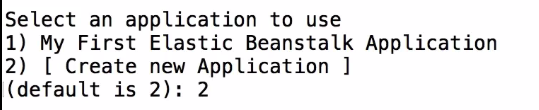 Select an application to use
1) My First Elastic Beanstalk Application
2) [ Create new Application ]
(default is 2): 2